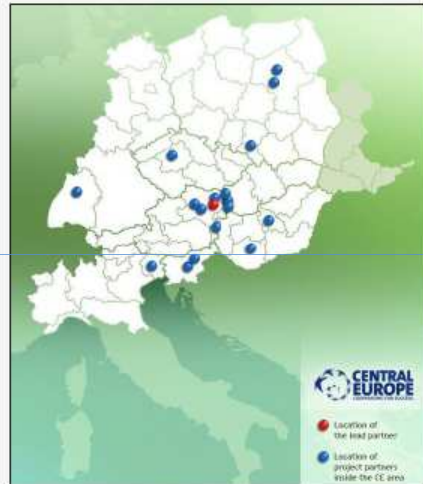 CENTRAL
EUROPE
COOPERATING FOR SUCCESS.
Location of
the lead partner
Location of
project partners
inside the CE area